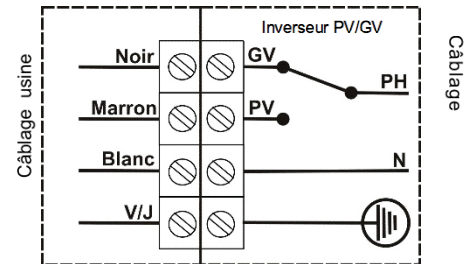 Inverseur PV/GV
Câblage usine
Câblage
Noir
GV
PH
Marron
PV
Blanc
N
V/J